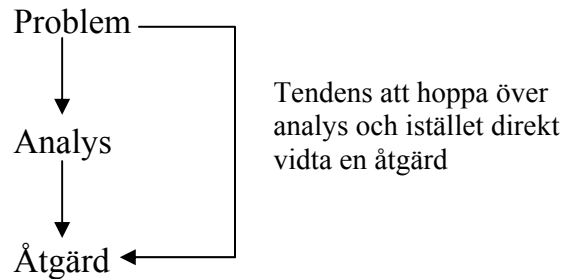 Problem
Tendens att hoppa över
analys och istället direkt
vidta en åtgärd
Analys
Åtgärd